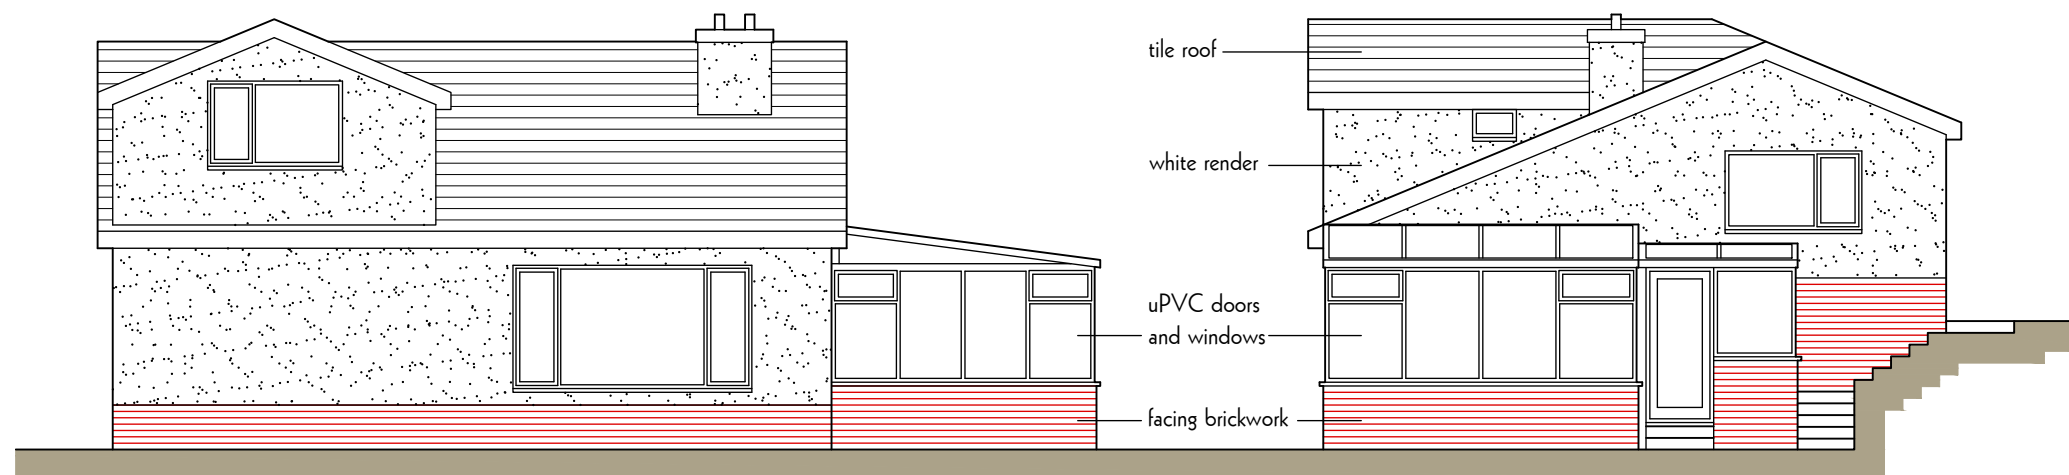 tile roof
white render
uPVC doors
and windows
facing brickwork